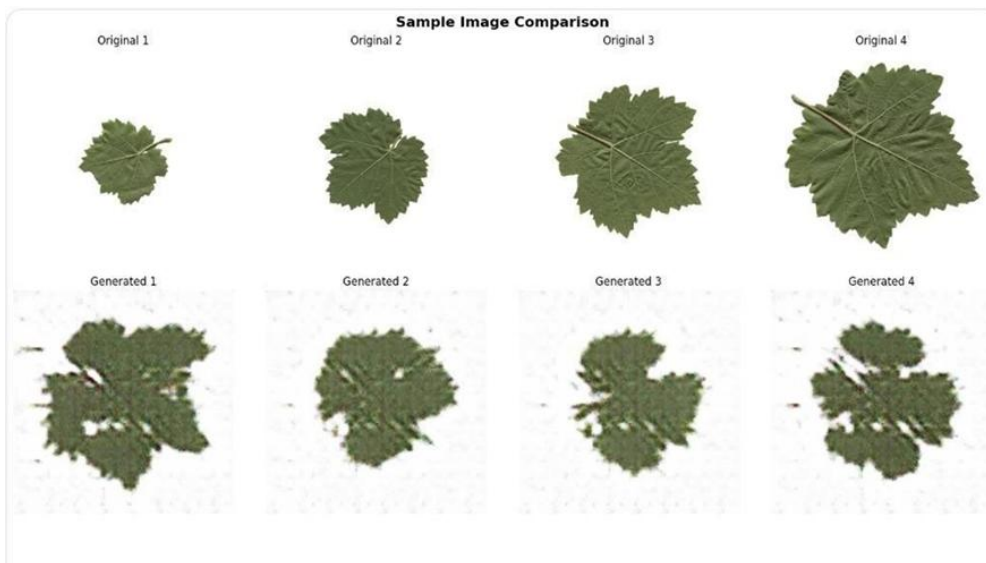 Sample Image Comparison
Original 1
Original 2
Original 3
Original 4
Generated 1
Generated 2
Generated 3
Generated 4